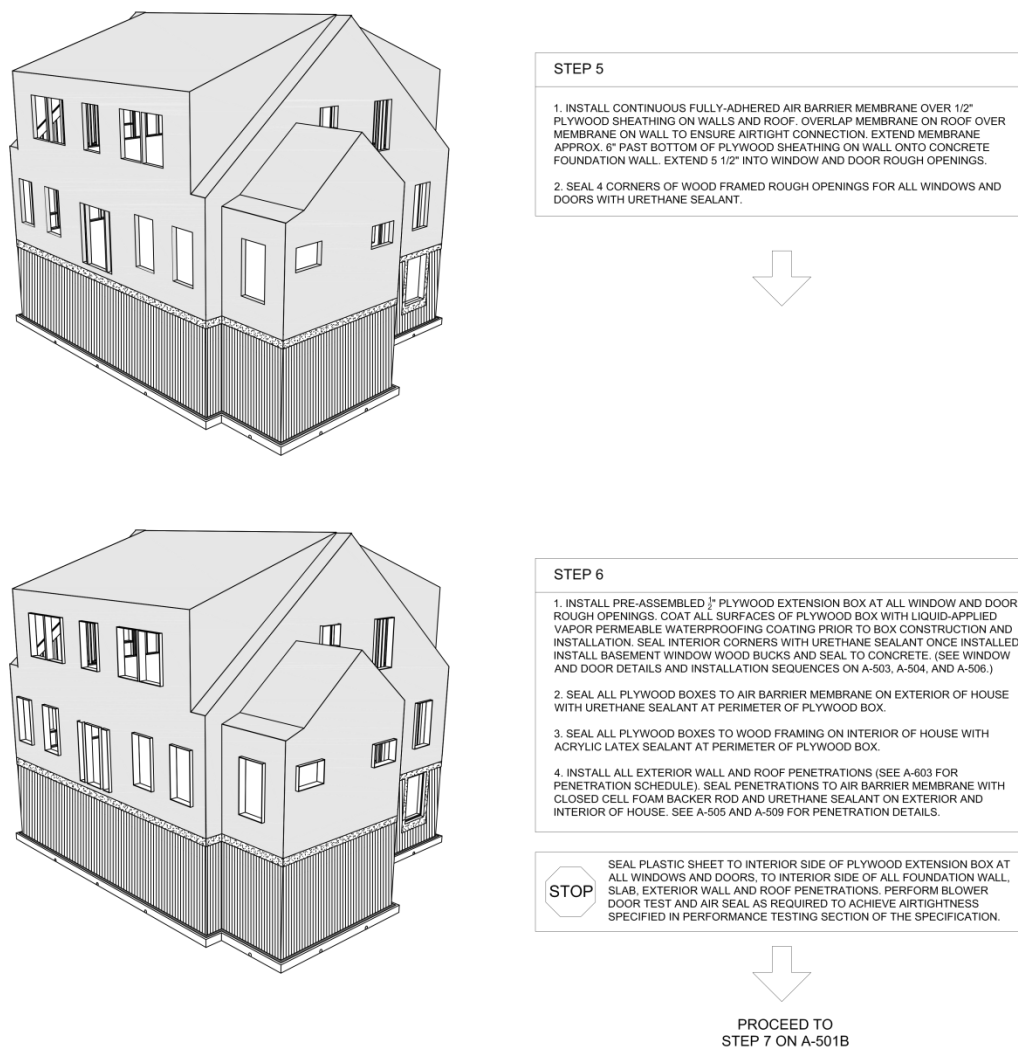 STEP 5
1. INSTALL CONTINUOUS FULLY-ADHERED AIR BARRIER MEMBRANE OVER 1/2"
PLYWOOD SHEATHING ON WALLS AND ROOF. OVERLAP MEMBRANE ON ROOF OVER
MEMBRANE ON WALL TO ENSURE AIRTIGHT CONNECTION. EXTEND MEMBRANE
APPROX. 6" PAST BOTTOM OF PLYWOOD SHEATHING ON WALL ONTO CONCRETE
FOUNDATION WALL. EXTEND 5 1/2" INTO WINDOW AND DOOR ROUGH OPENINGS.
2. SEAL 4 CORNERS OF WOOD FRAMED ROUGH OPENINGS FOR ALL WINDOWS AND
DOORS WITH URETHANE SEALANT.
STEP 6
1. INSTALL PRE-ASSEMBLED ½" PLYWOOD EXTENSION BOX AT ALL WINDOW AND DOOR
ROUGH OPENINGS. COAT ALL SURFACES OF PLYWOOD BOX WITH LIQUID-APPLIED
VAPOR PERMEABLE WATERPROOFING COATING PRIOR TO BOX CONSTRUCTION AND
INSTALLATION. SEAL INTERIOR CORNERS WITH URETHANE SEALANT ONCE INSTALLED
INSTALL BASEMENT WINDOW WOOD BUCKS AND SEAL TO CONCRETE. (SEE WINDOW
AND DOOR DETAILS AND INSTALLATION SEQUENCES ON A-503, A-504, AND A-506.)
2. SEAL ALL PLYWOOD BOXES TO AIR BARRIER MEMBRANE ON EXTERIOR OF HOUSE
WITH URETHANE SEALANT AT PERIMETER OF PLYWOOD BOX.
3. SEAL ALL PLYWOOD BOXES TO WOOD FRAMING ON INTERIOR OF HOUSE WITH
ACRYLIC LATEX SEALANT AT PERIMETER OF PLYWOOD BOX.
4. INSTALL ALL EXTERIOR WALL AND ROOF PENETRATIONS (SEE A-603 FOR
PENETRATION SCHEDULE). SEAL PENETRATIONS TO AIR BARRIER MEMBRANE WITH
CLOSED CELL FOAM BACKER ROD AND URETHANE SEALANT ON EXTERIOR AND
INTERIOR OF HOUSE. SEE A-505 AND A-509 FOR PENETRATION DETAILS.
STOP
SEAL PLASTIC SHEET TO INTERIOR SIDE OF PLYWOOD EXTENSION BOX AT
ALL WINDOWS AND DOORS, TO INTERIOR SIDE OF ALL FOUNDATION WALL,
SLAB, EXTERIOR WALL AND ROOF PENETRATIONS. PERFORM BLOWER
DOOR TEST AND AIR SEAL AS REQUIRED TO ACHIEVE AIRTIGHTNESS
SPECIFIED IN PERFORMANCE TESTING SECTION OF THE SPECIFICATION.
PROCEED TO
STEP 7 ON A-501B